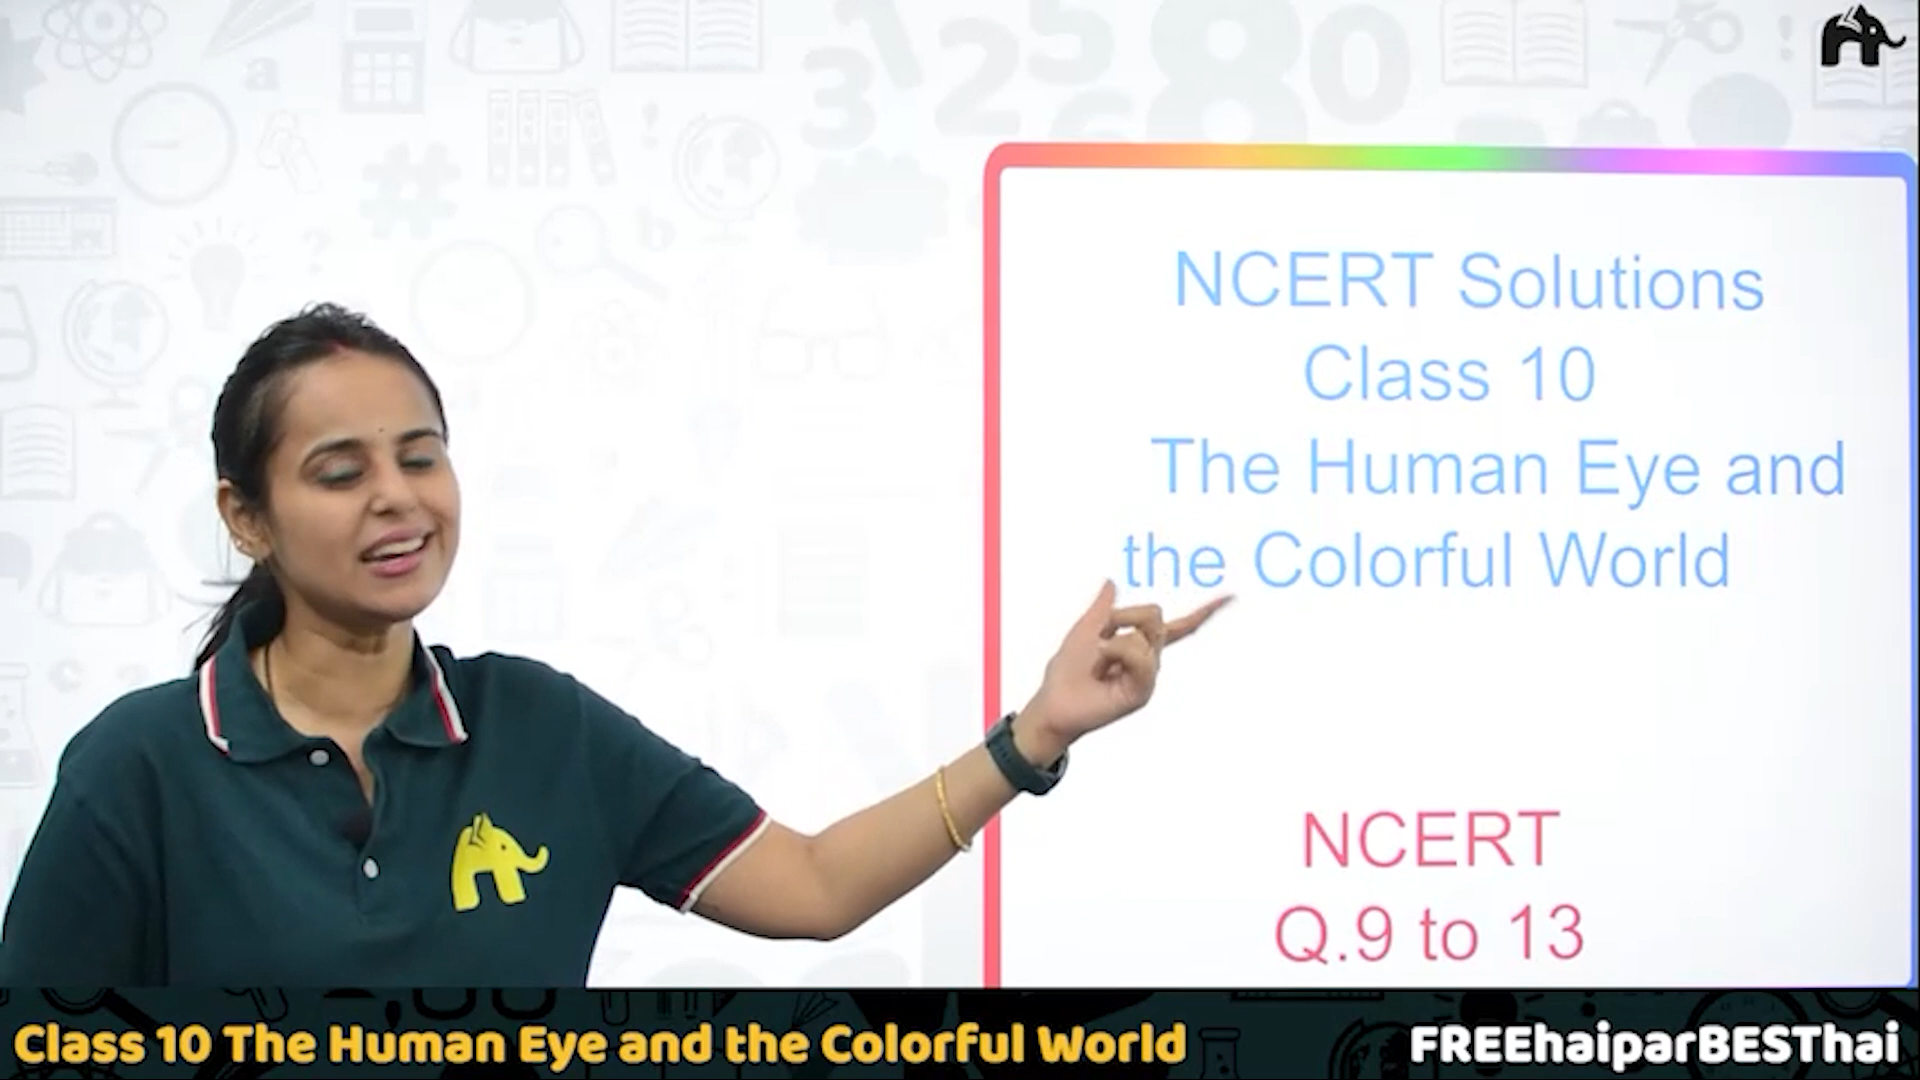 NCERT Solutions
Class 10
The Human Eye and
the Colorful World
NCERT
Q.9 to 13
Class 10 The Human Eye and the Colorful World
FREEhaiparBESThai